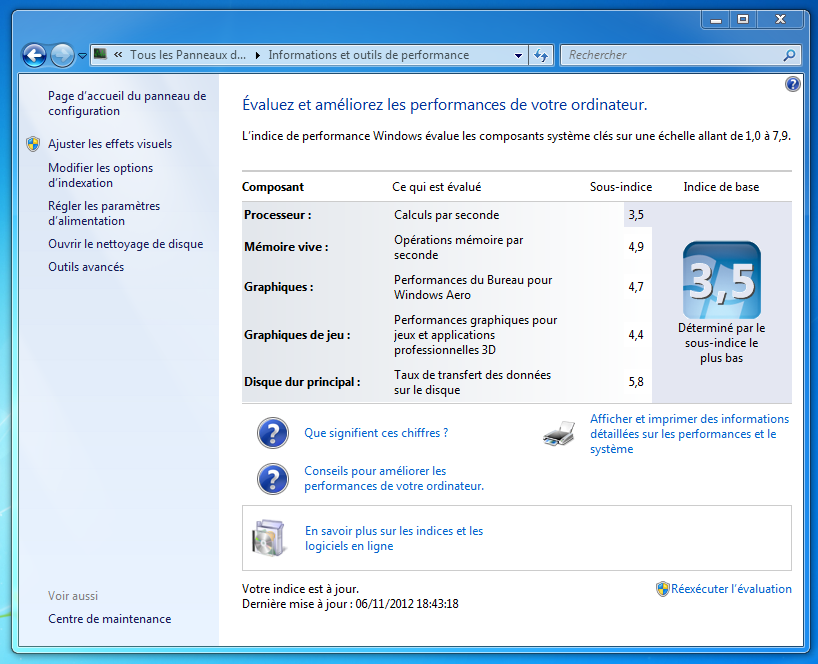 « Tous les Panneaux d... ▸ Informations et outils de performance
Rechercher
Page d'accueil du panneau de
configuration
Ajuster les effets visuels
Modifier les options
d'indexation
Régler les paramètres
d'alimentation
Ouvrir le nettoyage de disque
Outils avancés
Voir aussi
Centre de maintenance
Évaluez et améliorez les performances de votre ordinateur.
L'indice de performance Windows évalue les composants système clés sur une échelle allant de 1,0 à 7,9.
Composant Ce qui est évalué Sous-indice Indice de base
Processeur : Calculs par seconde 3,5
Mémoire vive : Opérations mémoire par
seconde 4,9
Graphiques : Performances du Bureau pour
Windows Aero 4,7
Graphiques de jeu : Performances graphiques pour
jeux et applications
professionnelles 3D 4,4
Disque dur principal : Taux de transfert des données
sur le disque 5,8
3,5
Déterminé par le
sous-indice le
plus bas
? Que signifient ces chiffres ?
Afficher et imprimer des informations
détaillées sur les performances et le
système
? Conseils pour améliorer les
performances de votre ordinateur.
En savoir plus sur les indices et les
logiciels en ligne
Votre indice est à jour.
Dernière mise à jour : 06/11/2012 18:43:18
Réexécuter l'évaluation